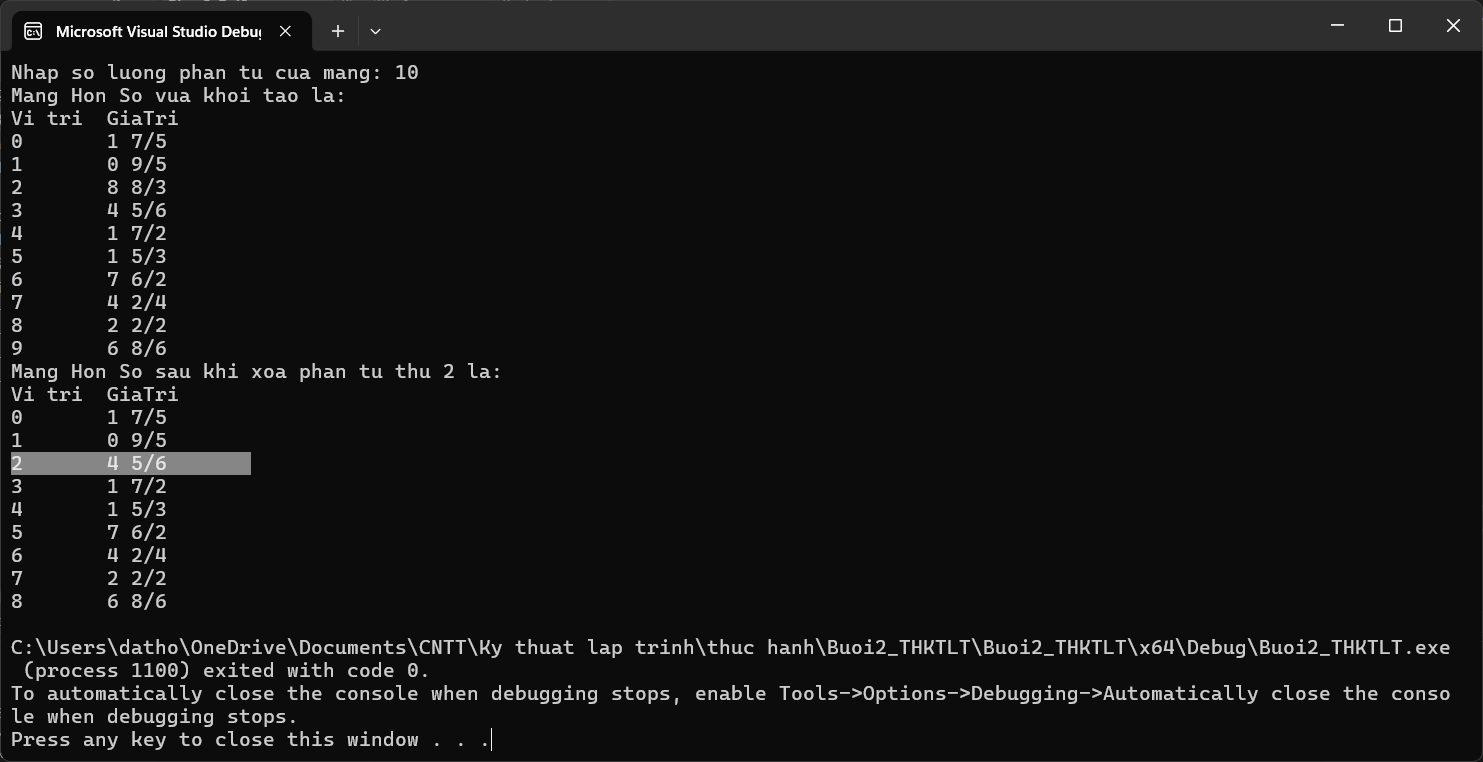 Microsoft Visual Studio Debu
Nhap so luong phan tu cua mang: 10
Mang Hon So vua khoi tao la:
Vi tri  GiaTri
0       1 7/5
1       0 9/5
2       8 8/3
3       4 5/6
4       1 7/2
5       1 5/3
6       7 6/2
7       4 2/4
8       2 2/2
9       6 8/6
Mang Hon So sau khi xoa phan tu thu 2 la:
Vi tri  GiaTri
0       1 7/5
1       0 9/5
2       4 5/6
3       1 7/2
4       1 5/3
5       7 6/2
6       4 2/4
7       2 2/2
8       6 8/6
C:\Users\datho\OneDrive\Documents\CNTT\Ky thuat lap trinh\thuc hanh\Buoi2_THKTLT\Buoi2_THKTLT\x64\Debug\Buoi2_THKTLT.exe
 (process 1100) exited with code 0.
To automatically close the console when debugging stops, enable Tools->Options->Debugging->Automatically close the conso
le when debugging stops.
Press any key to close this window . . .